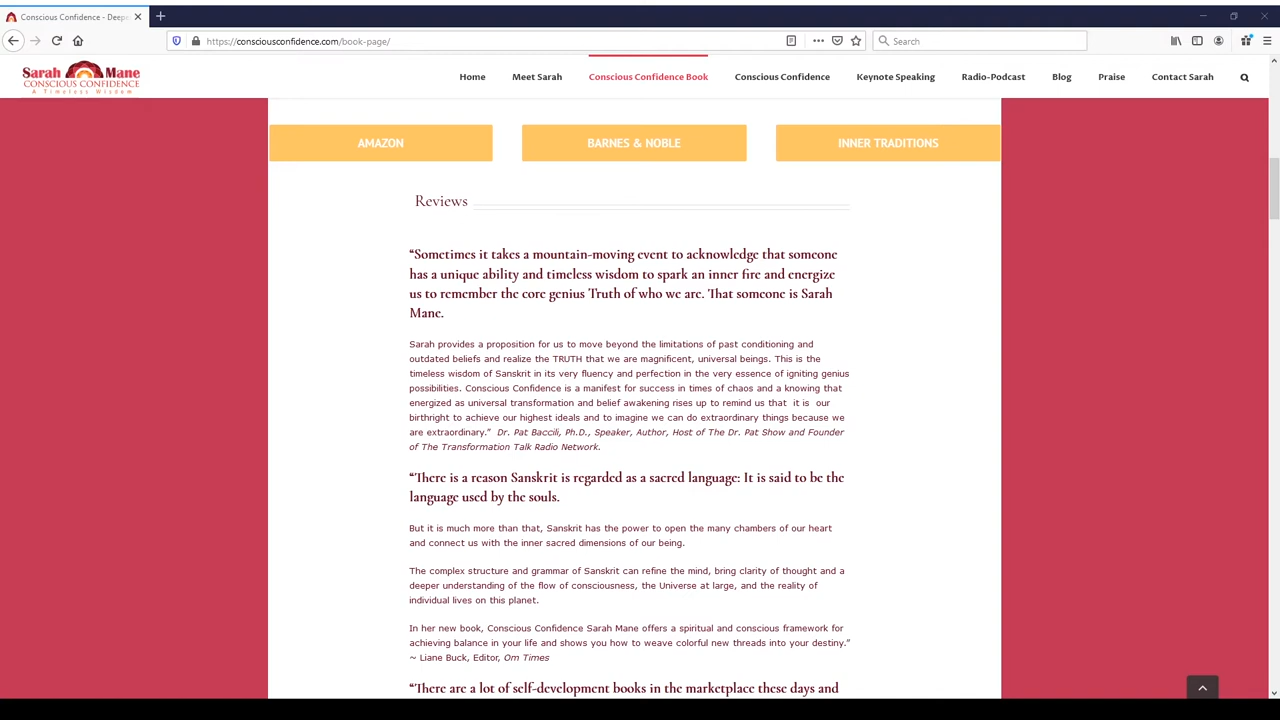 Conscious Confidence - Deepe
https://consciousconfidence.com/book-page/
Search
Sarah Mane
CONSCIOUS CONFIDENCE
A Timeless Wisdom
Home
Meet Sarah
Conscious Confidence Book
Conscious Confidence
Keynote Speaking
Radio-Podcast
Blog
Praise
Contact Sarah
AMAZON
BARNES & NOBLE
INNER TRADITIONS
Reviews
“Sometimes it takes a mountain-moving event to acknowledge that someone
has a unique ability and timeless wisdom to spark an inner fire and energize
us to remember the core genius Truth of who we are. That someone is Sarah
Mane.
Sarah provides a proposition for us to move beyond the limitations of past conditioning and
outdated beliefs and realize the TRUTH that we are magnificent, universal beings. This is the
timeless wisdom of Sanskrit in its very fluency and perfection in the very essence of igniting genius
possibilities. Conscious Confidence is a manifest for success in times of chaos and a knowing that
energized as universal transformation and belief awakening rises up to remind us that it is our
birthright to achieve our highest ideals and to imagine we can do extraordinary things because we
are extraordinary.” Dr. Pat Baccili, Ph.D., Speaker, Author, Host of The Dr. Pat Show and Founder
of The Transformation Talk Radio Network.
“There is a reason Sanskrit is regarded as a sacred language: It is said to be the
language used by the souls.
But it is much more than that, Sanskrit has the power to open the many chambers of our heart
and connect us with the inner sacred dimensions of our being.
The complex structure and grammar of Sanskrit can refine the mind, bring clarity of thought and a
deeper understanding of the flow of consciousness, the Universe at large, and the reality of
individual lives on this planet.
In her new book, Conscious Confidence Sarah Mane offers a spiritual and conscious framework for
achieving balance in your life and shows you how to weave colorful new threads into your destiny.”
~ Liane Buck, Editor, Om Times
“There are a lot of self-development books in the marketplace these days and